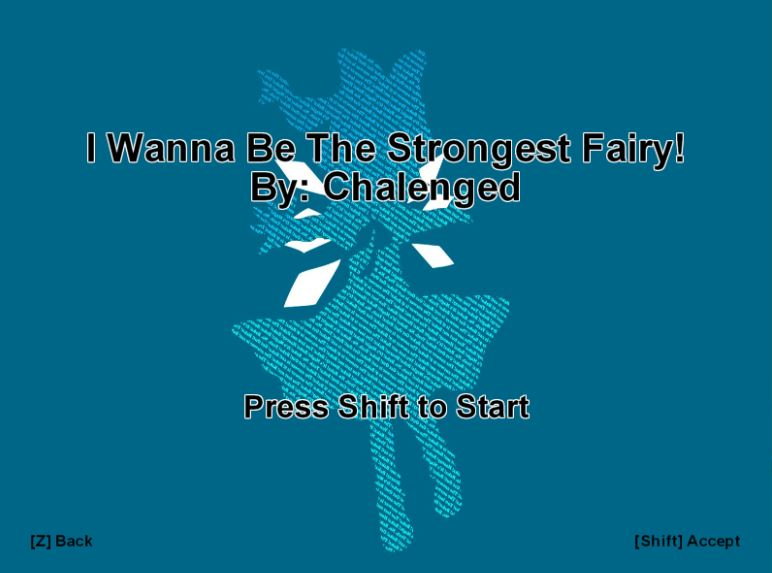 I Wanna Be The Strongest Fairy!
By: Chalenged
Press Shift to Start
[Z] Back
[Shift] Accept